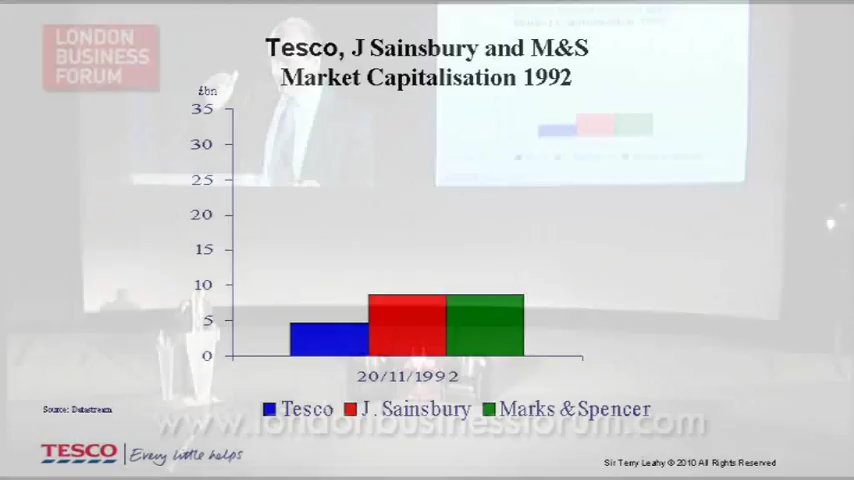 LONDON
BUSINESS
FORUM
Tesco, J Sainsbury and M&S
Market Capitalisation 1992
£bn
35
30
25
20
15
10
5
0
20/11/1992
Tesco J. Sainsbury Marks & Spencer
Source: Datastream
www.londonbusinessforum.com
TESCO Every little helps
Sir Terry Leahy © 2010 All Rights Reserved